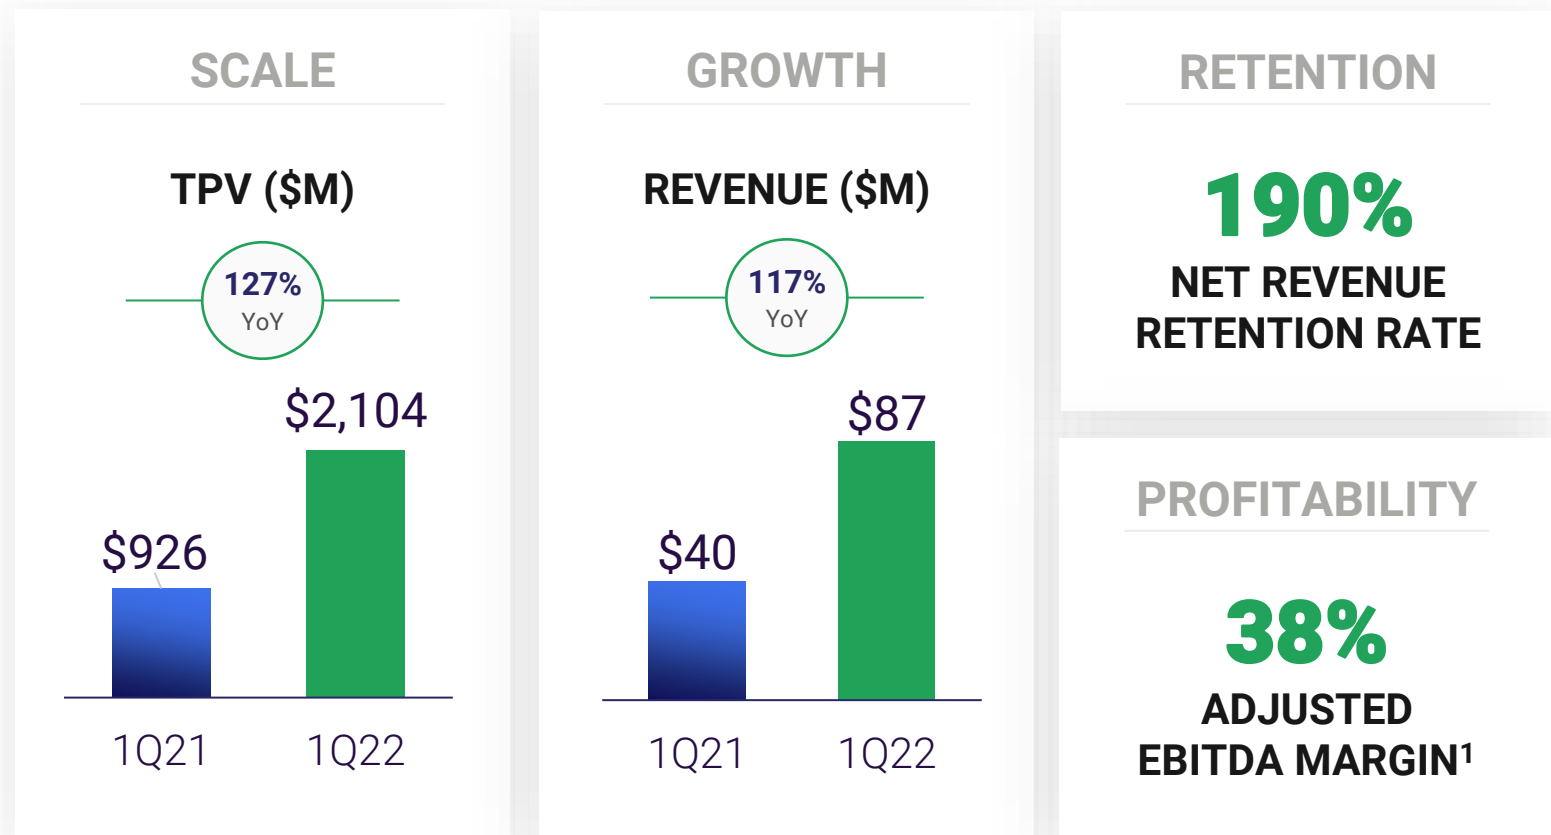 SCALE
TPV ($M)
127%
YoY
$2,104
$926
1Q21 1Q22
GROWTH
REVENUE ($M)
117%
YoY
$87
$40
1Q21 1Q22
RETENTION
190%
NET REVENUE
RETENTION RATE
PROFITABILITY
38%
ADJUSTED
EBITDA MARGIN¹